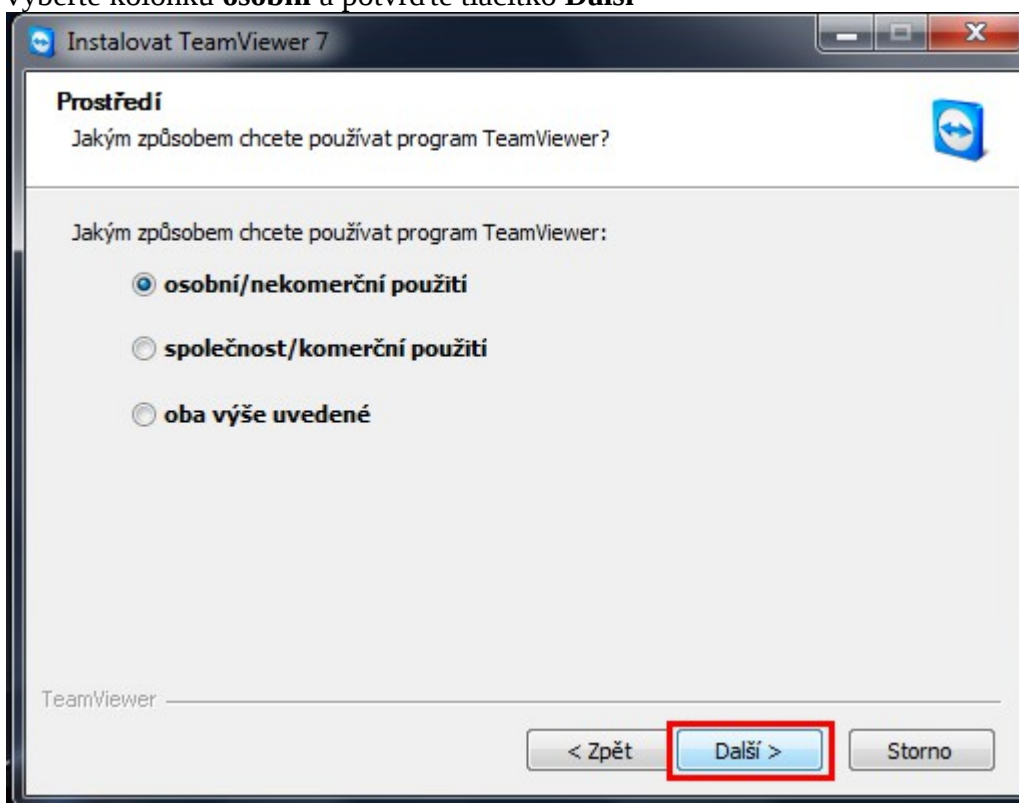 vyberte kolonku osobní a potvrďte tlačítko Další
Instalovat TeamViewer 7
Prostředí
Jakým způsobem chcete používat program TeamViewer?
Jakým způsobem chcete používat program TeamViewer:
osobní/nekomerční použití
společnost/komerční použití
oba výše uvedené
TeamViewer
< Zpět
Další >
Storno